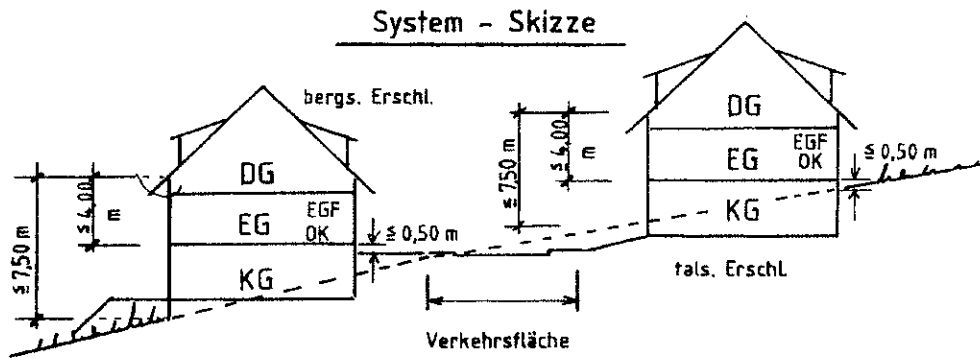 System - Skizze
bergs. Erschl.
DG
EG
EGF
OK
KG
≦ 4,00
m
≦ 7,50 m
≦ 0,50 m
Verkehrsfläche
DG
EG
EGF
OK
KG
≦ 4,00
m
≦ 7,50 m
≦ 0,50 m
tals. Erschl.